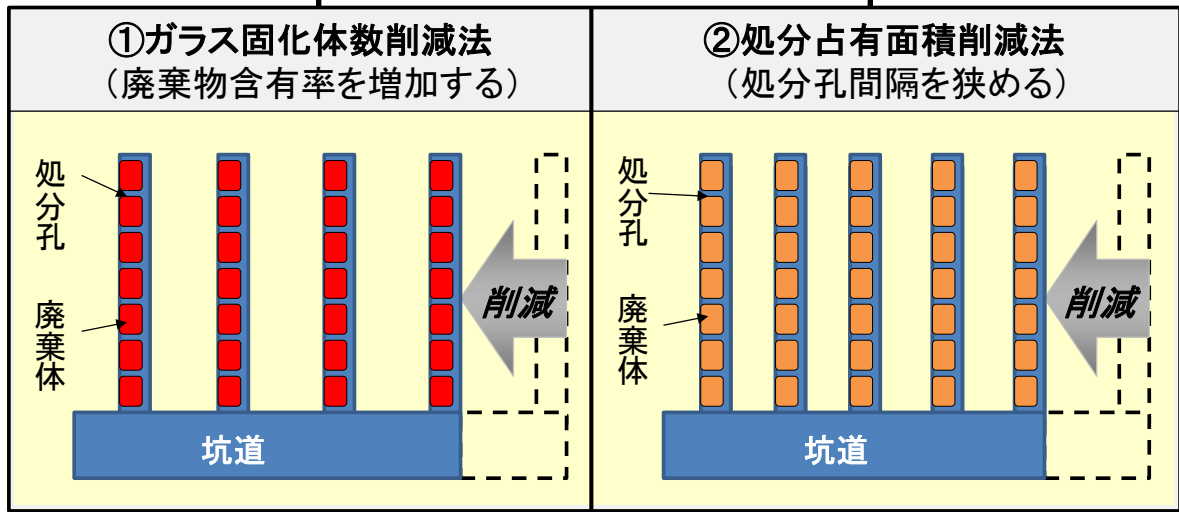 ①ガラス固化体数削減法
（廃棄物含有率を増加する）
処分孔
廃棄体
削減
坑道
②処分占有面積削減法
（処分孔間隔を狭める）
処分孔
廃棄体
削減
坑道